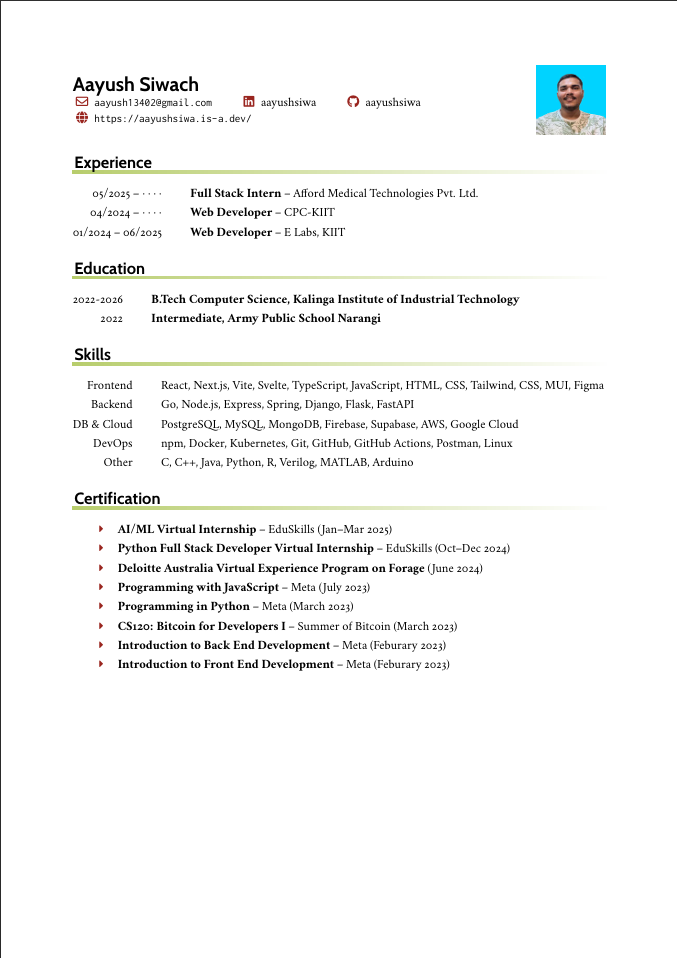 Aayush Siwach
aayush13402@gmail.com aayushsiwa aayushsiwa
https://aayushsiwa.is-a.dev/
Experience
05/2025 – ···· Full Stack Intern – Afford Medical Technologies Pvt. Ltd.
04/2024 – ···· Web Developer – CPC-KIIT
01/2024 – 06/2025 Web Developer – E Labs, KIIT
Education
2022-2026 B.Tech Computer Science, Kalinga Institute of Industrial Technology
2022 Intermediate, Army Public School Narangi
Skills
Frontend React, Next.js, Vite, Svelte, TypeScript, JavaScript, HTML, CSS, Tailwind, CSS, MUI, Figma
Backend Go, Node.js, Express, Spring, Django, Flask, FastAPI
DB & Cloud PostgreSQL, MySQL, MongoDB, Firebase, Supabase, AWS, Google Cloud
DevOps npm, Docker, Kubernetes, Git, GitHub, GitHub Actions, Postman, Linux
Other C, C++, Java, Python, R, Verilog, MATLAB, Arduino
Certification
AI/ML Virtual Internship – EduSkills (Jan–Mar 2025)
Python Full Stack Developer Virtual Internship – EduSkills (Oct–Dec 2024)
Deloitte Australia Virtual Experience Program on Forage (June 2024)
Programming with JavaScript – Meta (July 2023)
Programming in Python – Meta (March 2023)
CS120: Bitcoin for Developers I – Summer of Bitcoin (March 2023)
Introduction to Back End Development – Meta (Feburary 2023)
Introduction to Front End Development – Meta (Feburary 2023)